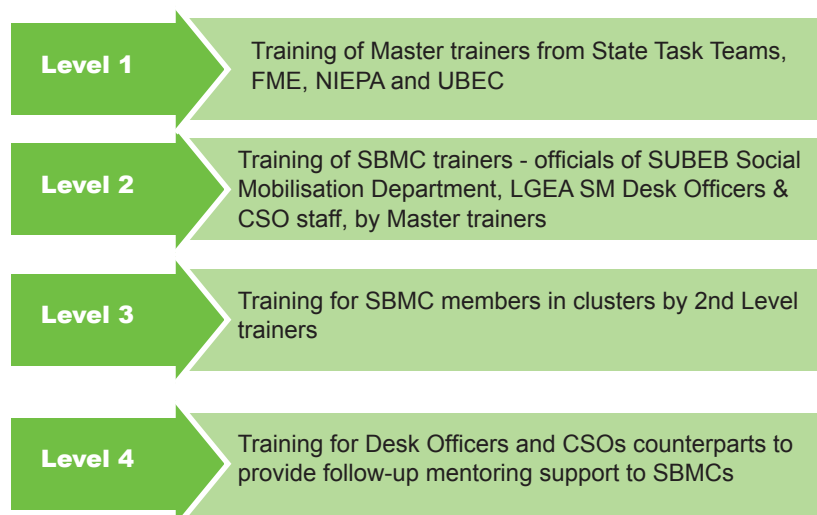 Level 1
Training of Master trainers from State Task Teams,
FME, NIEPA and UBEC
Level 2
Training of SBMC trainers - officials of SUBEB Social
Mobilisation Department, LGEA SM Desk Officers &
CSO staff, by Master trainers
Level 3
Training for SBMC members in clusters by 2nd Level
trainers
Level 4
Training for Desk Officers and CSOs counterparts to
provide follow-up mentoring support to SBMCs